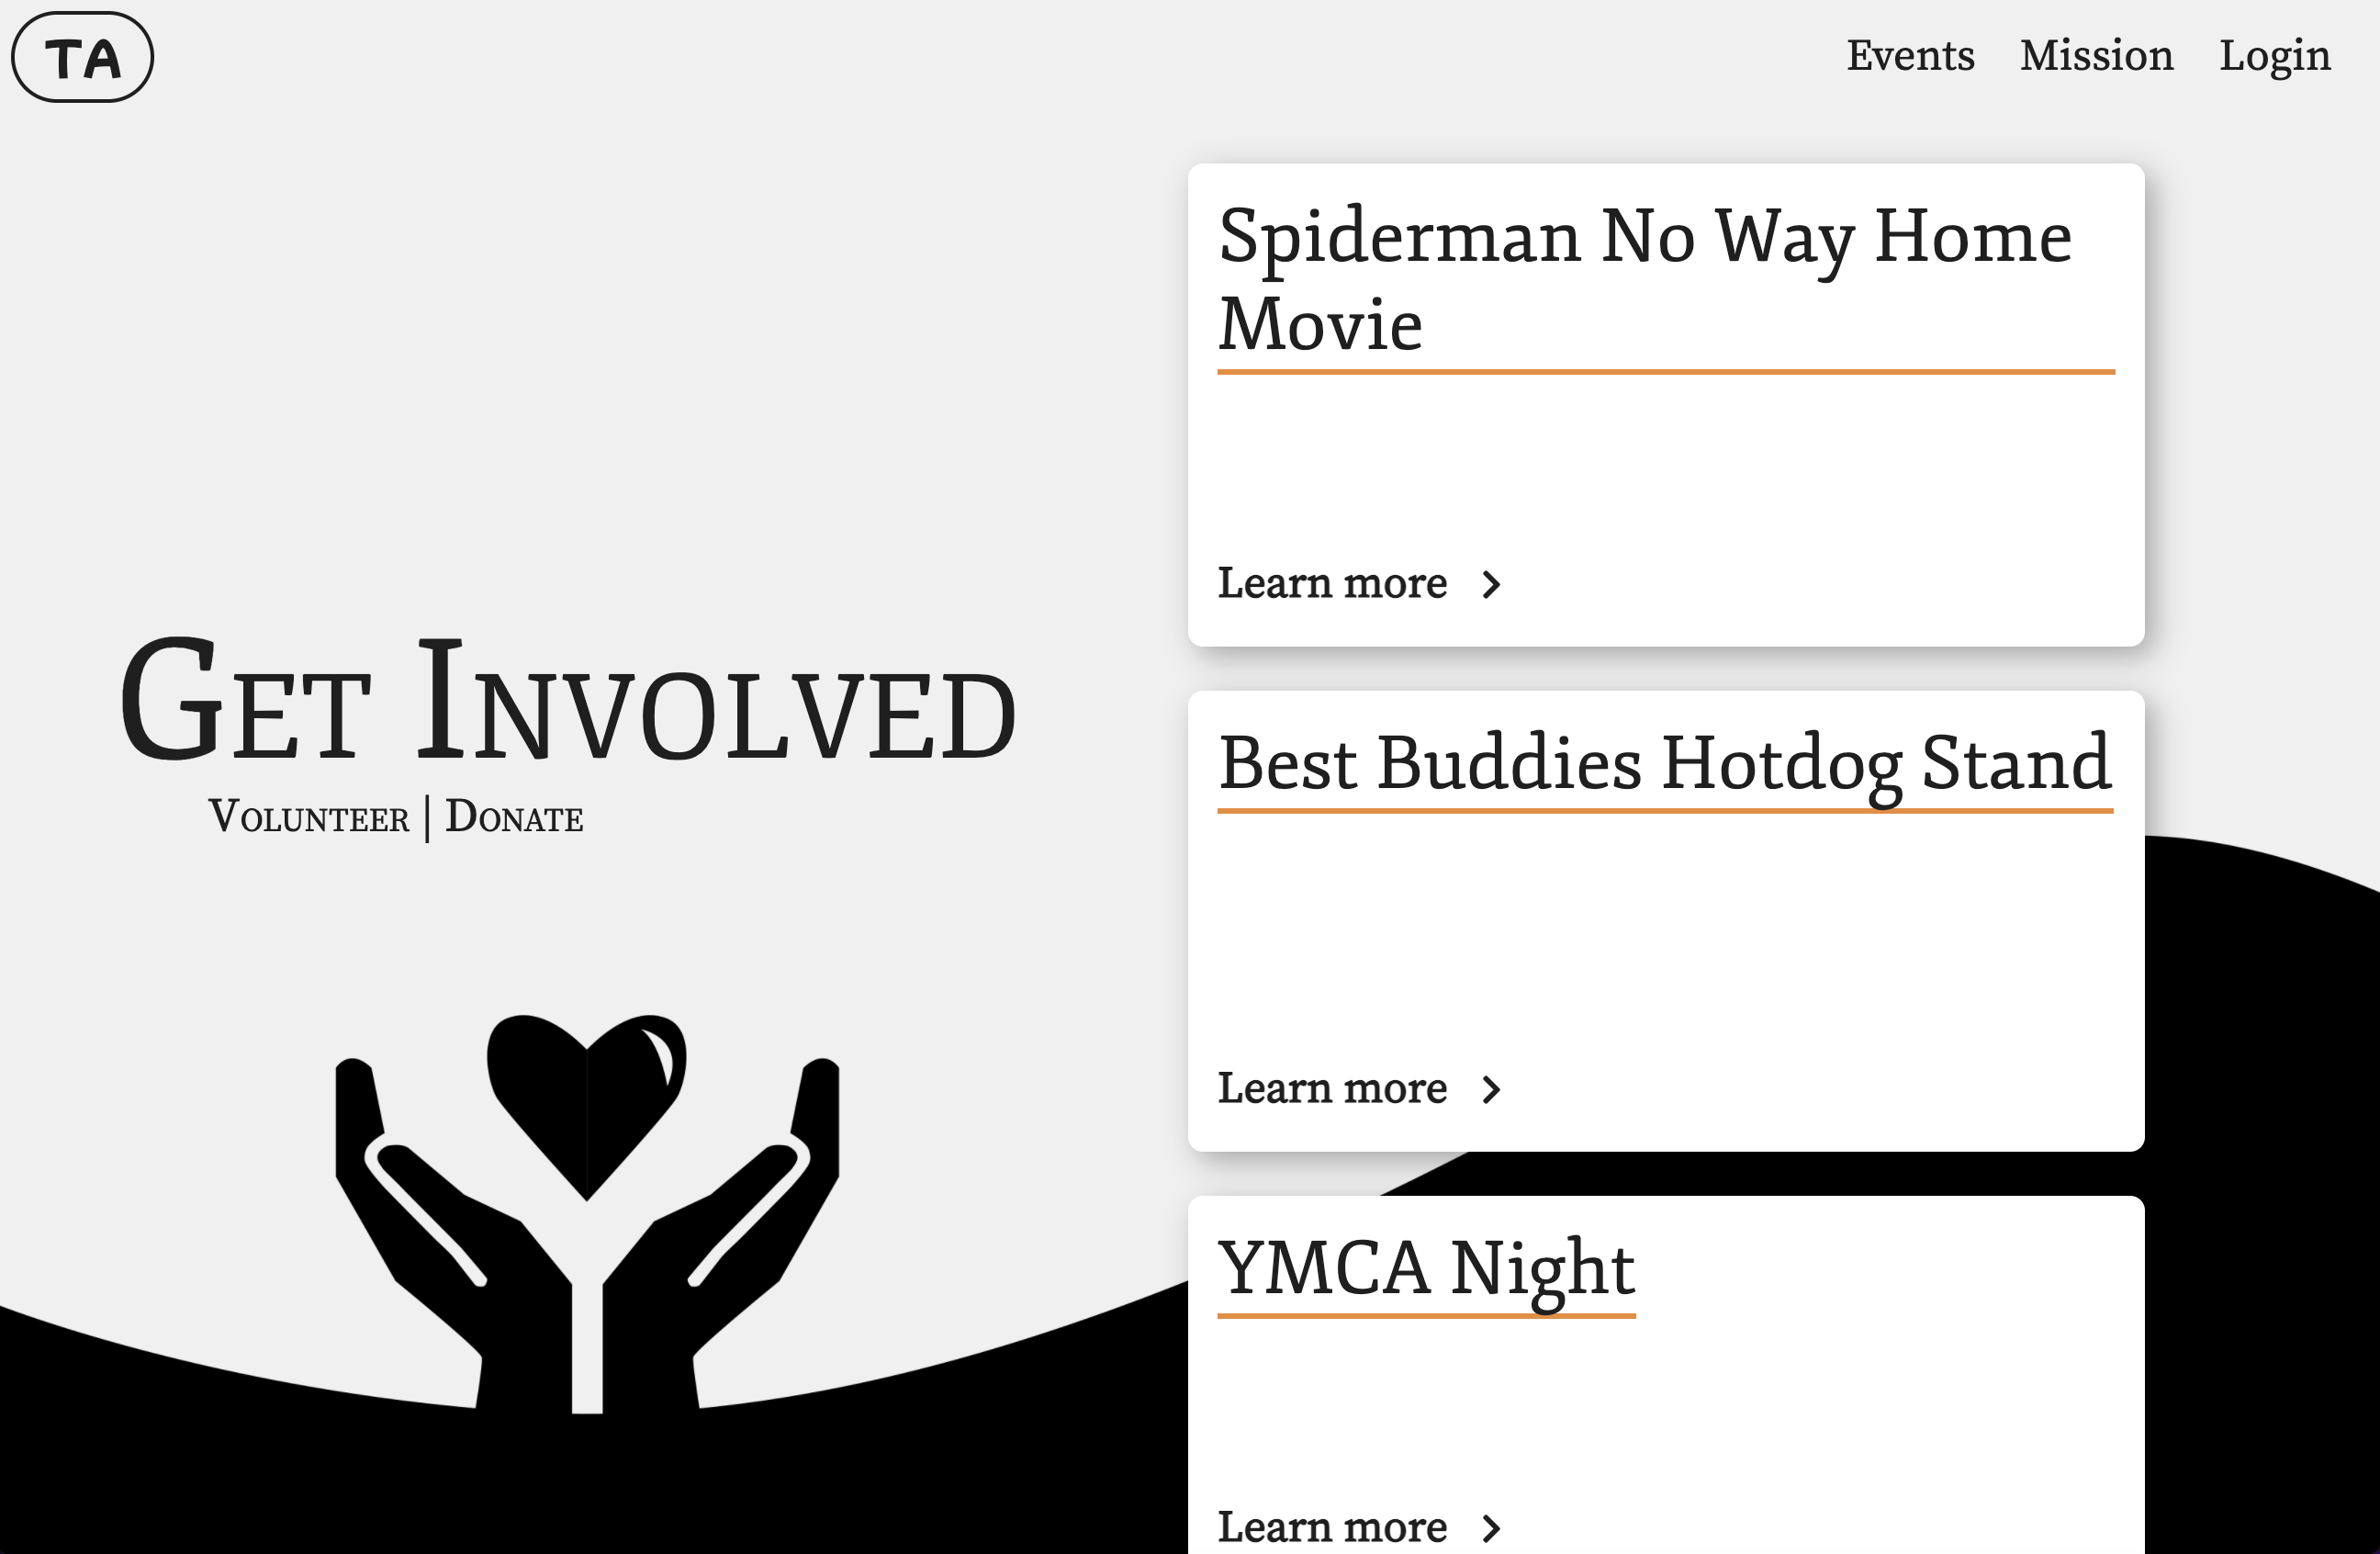 TA
Events Mission Login
Get Involved
Volunteer | Donate
Spiderman No Way Home
Movie
Learn more
Best Buddies Hotdog Stand
Learn more
YMCA Night
Learn more